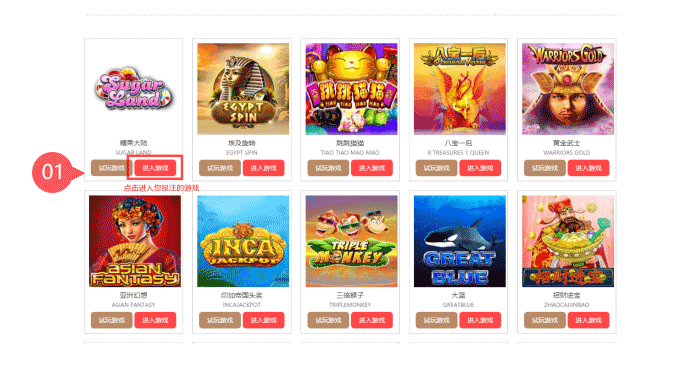 Sugar Land
EGYPT SPIN
跳跳猫猫
TIAO TIAO MAO MAO
八宝一后
WARRIORS GOLD
糖果大陆
埃及旋转
跳跳猫猫
八宝一后
黄金武士
SUGAR LAND
EGYPT SPIN
TIAO TIAO MAO MAO
8 TREASURES 1 QUEEN
WARRIORS GOLD
01
试玩游戏 进入游戏
试玩游戏 进入游戏
试玩游戏 进入游戏
试玩游戏 进入游戏
试玩游戏 进入游戏
点击进入您投注的游戏
ASIAN FANTASY
INCA JACKPOT
TRIPLE MONKEY
GREAT BLUE
招财进宝
亚洲幻想
印加帝国头奖
三倍猴子
大蓝
招财进宝
ASIAN FANTASY
INCAJACKPOT
TRIPLEMONKEY
GREATBLUE
ZHAOCAIJINBAO
试玩游戏 进入游戏
试玩游戏 进入游戏
试玩游戏 进入游戏
试玩游戏 进入游戏
试玩游戏 进入游戏